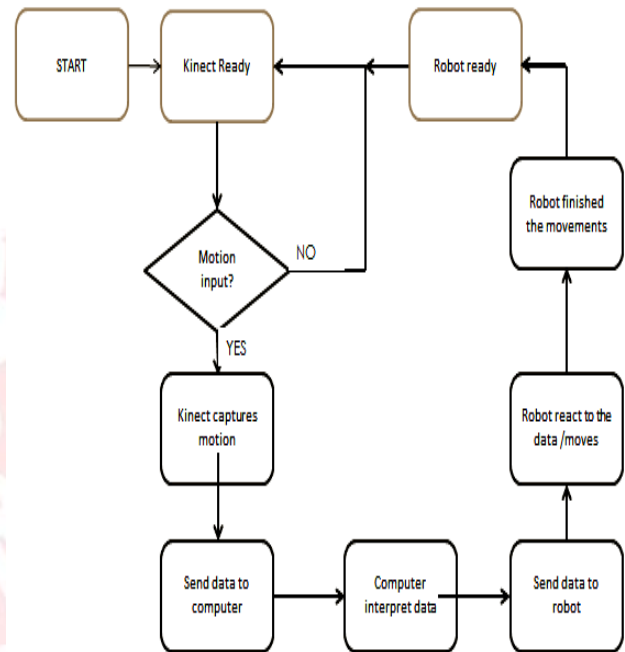 START
Kinect Ready
Robot ready
Robot finished
the movements
Motion
input?
NO
YES
Kinect captures
motion
Robot react to the
data /moves
Send data to
computer
Computer
interpret data
Send data to
robot